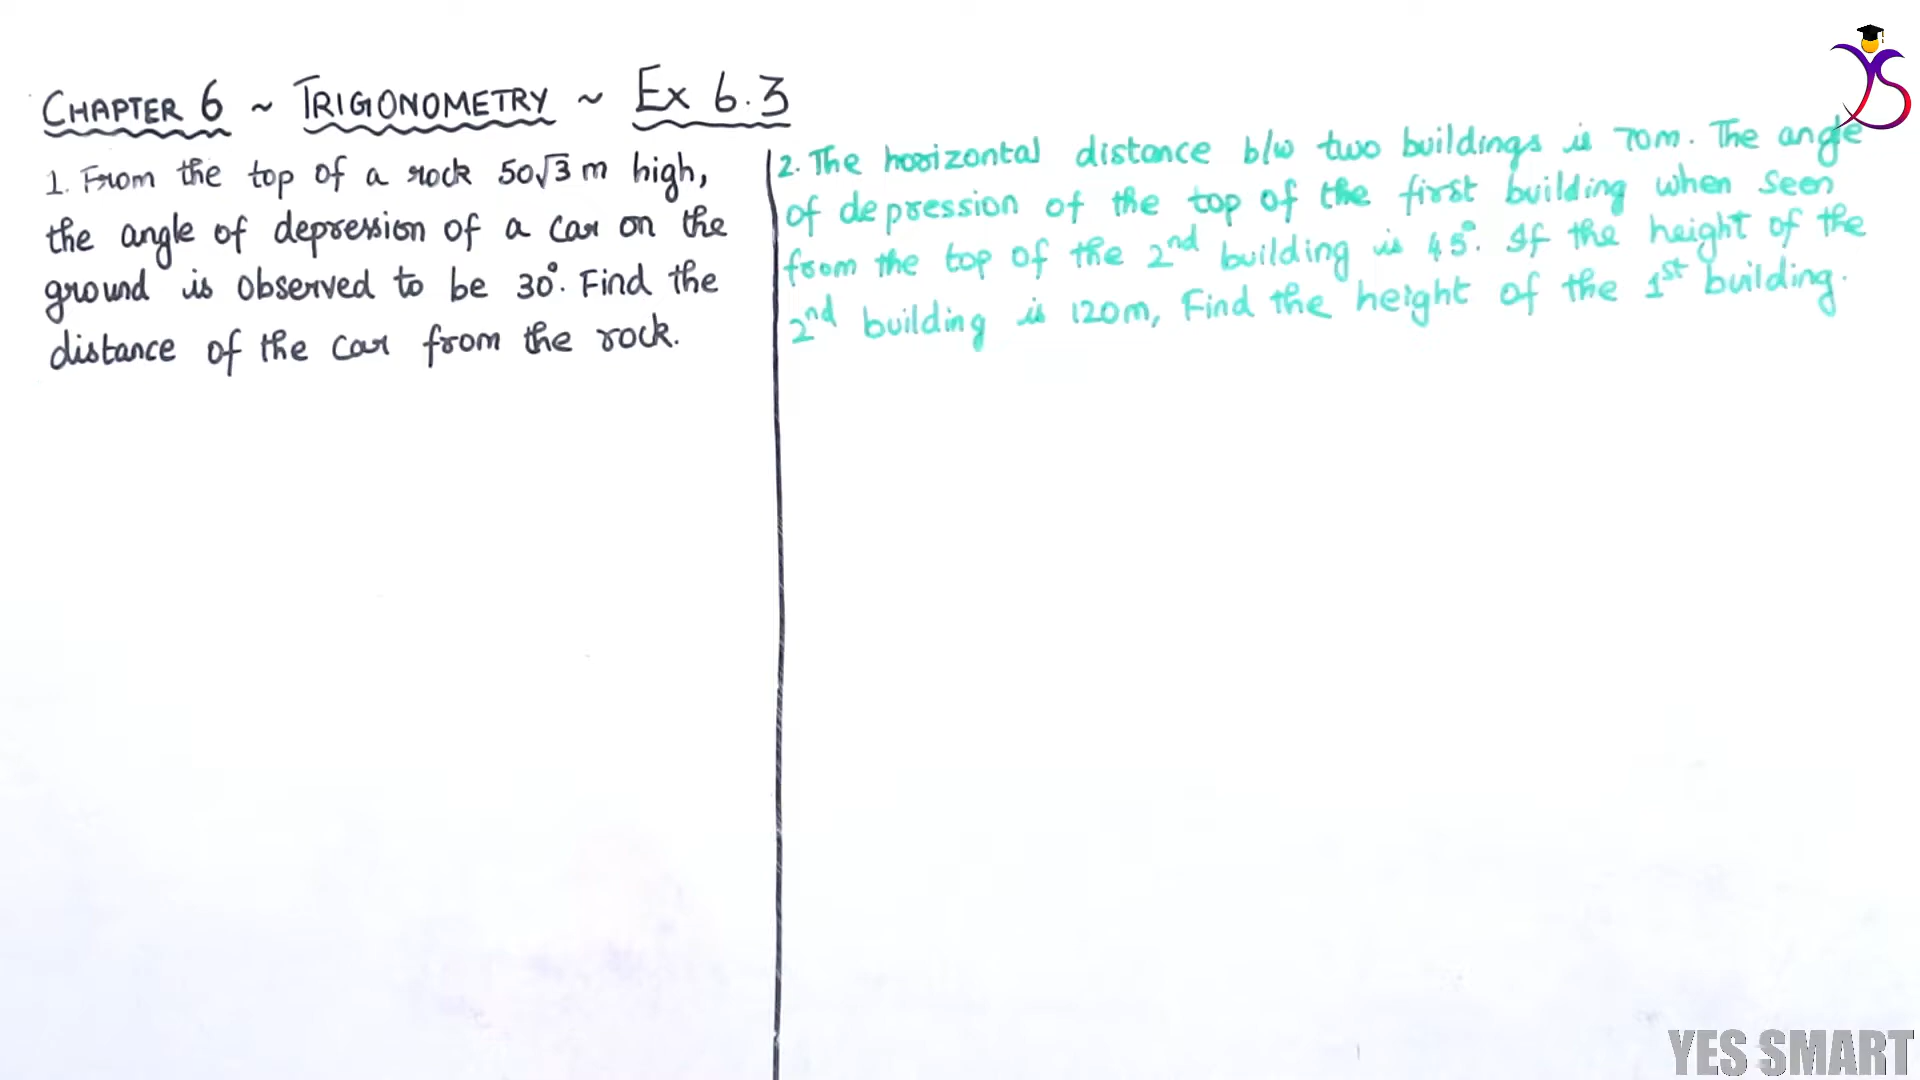 CHAPTER 6 ~ TRIGONOMETRY ~ Ex 6.3
1. From the top of a rock 50√3 m high,
the angle of depression of a car on the
ground is observed to be 30°. Find the
distance of the car from the rock.
2. The horizontal distance b/w two buildings is 70m. The angle
of depression of the top of the first building when seen
from the top of the 2nd building is 45°. If the height of the
2nd building is 120m, Find the height of the 1st building.
YS
YES SMART